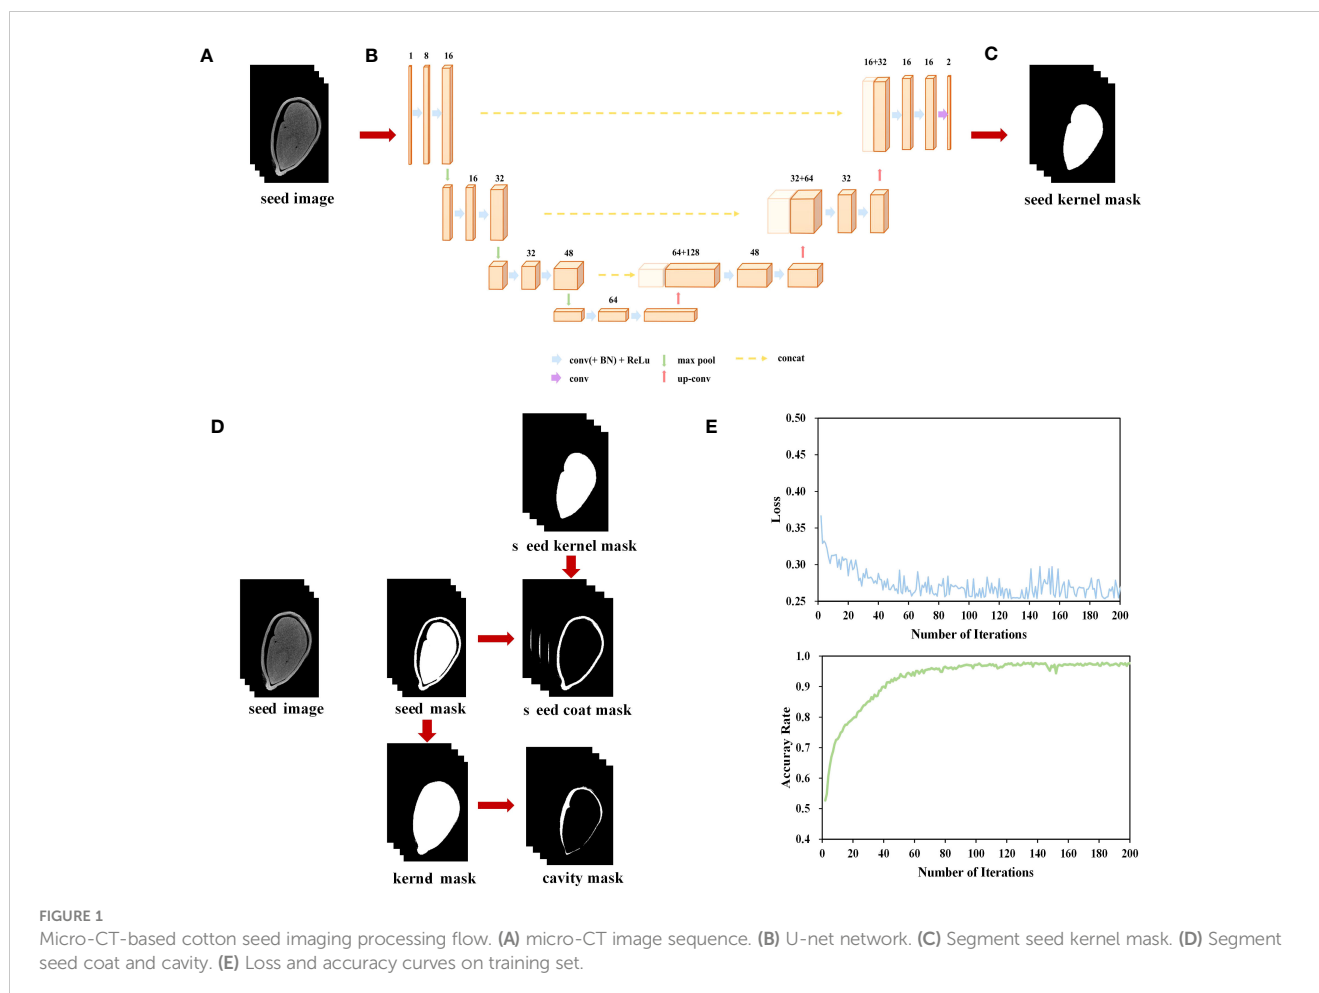 A
B
C
1 8 16
16+32 16 16 2
seed image
seed kernel mask
16 32
32+64 32
32 48
64+128 48
64
conv(+ BN) + ReLu
max pool
concat
conv
up-conv
D
s eed kernel mask
seed image
seed mask
s eed coat mask
kernel mask
cavity mask
E
0.50
0.45
0.40
0.35
0.30
0.25
Loss
0 20 40 60 80 100 120 140 160 180 200
Number of Iterations
1.0
0.9
0.8
0.7
0.6
0.5
0.4
Accuray Rate
0 20 40 60 80 100 120 140 160 180 200
Number of Iterations
FIGURE 1
Micro-CT-based cotton seed imaging processing flow. (A) micro-CT image sequence. (B) U-net network. (C) Segment seed kernel mask. (D) Segment
seed coat and cavity. (E) Loss and accuracy curves on training set.